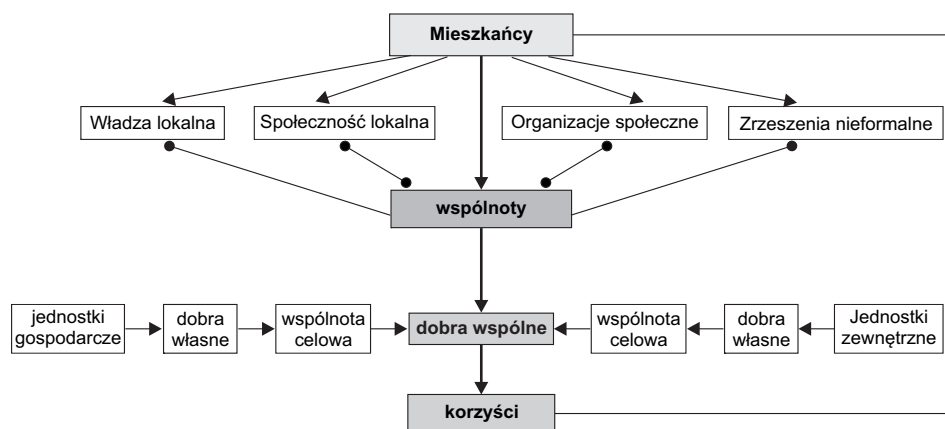 Mieszkańcy
Władza lokalna
Społeczność lokalna
Organizacje społeczne
Zrzeszenia nieformalne
wspólnoty
jednostki
gospodarcze
dobra
własne
wspólnota
celowa
dobra wspólne
wspólnota
celowa
dobra
własne
Jednostki
zewnętrzne
korzyści